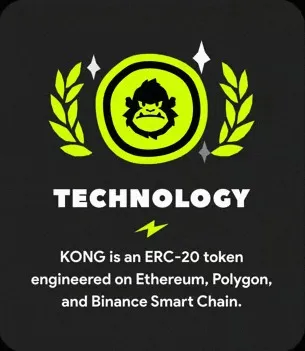 TECHNOLOGY
KONG is an ERC-20 token
engineered on Ethereum, Polygon,
and Binance Smart Chain.